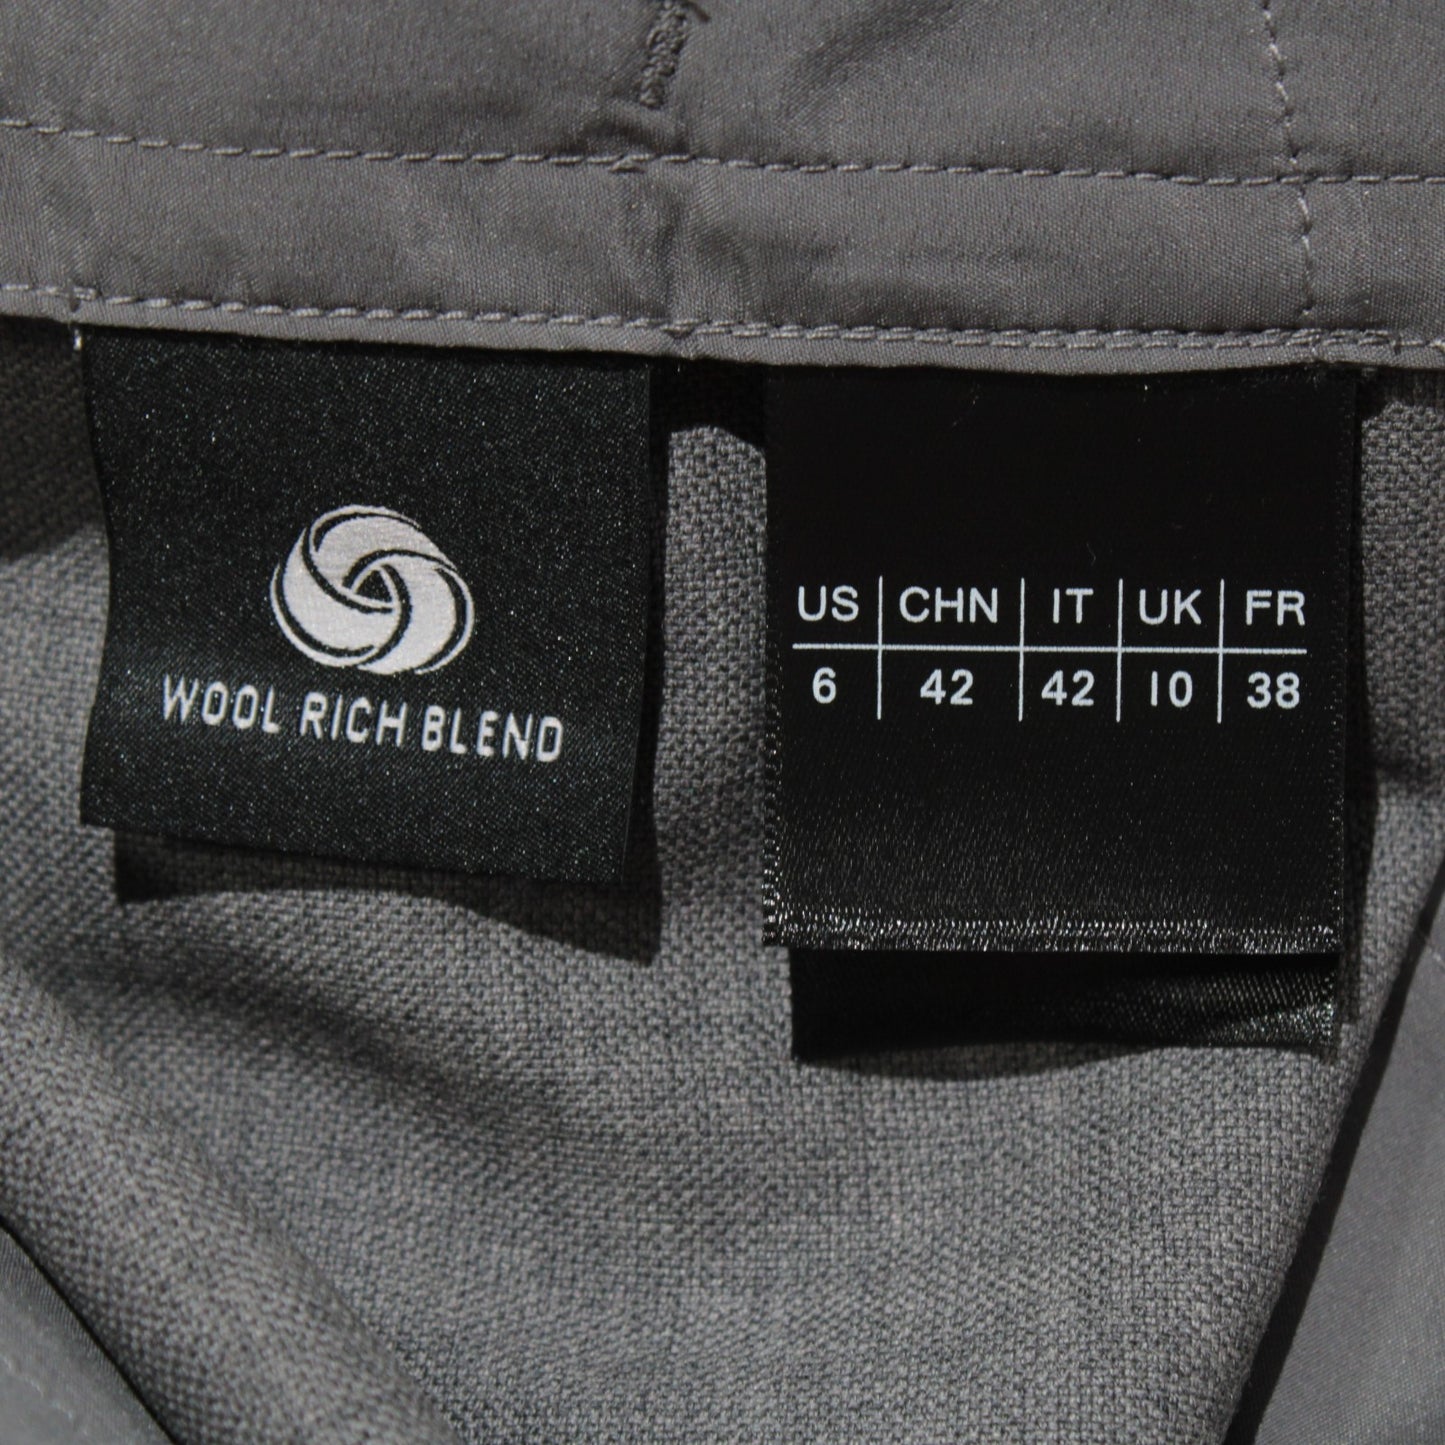 WOOL RICH BLEND
US CHN IT UK FR
6 42 42 10 38